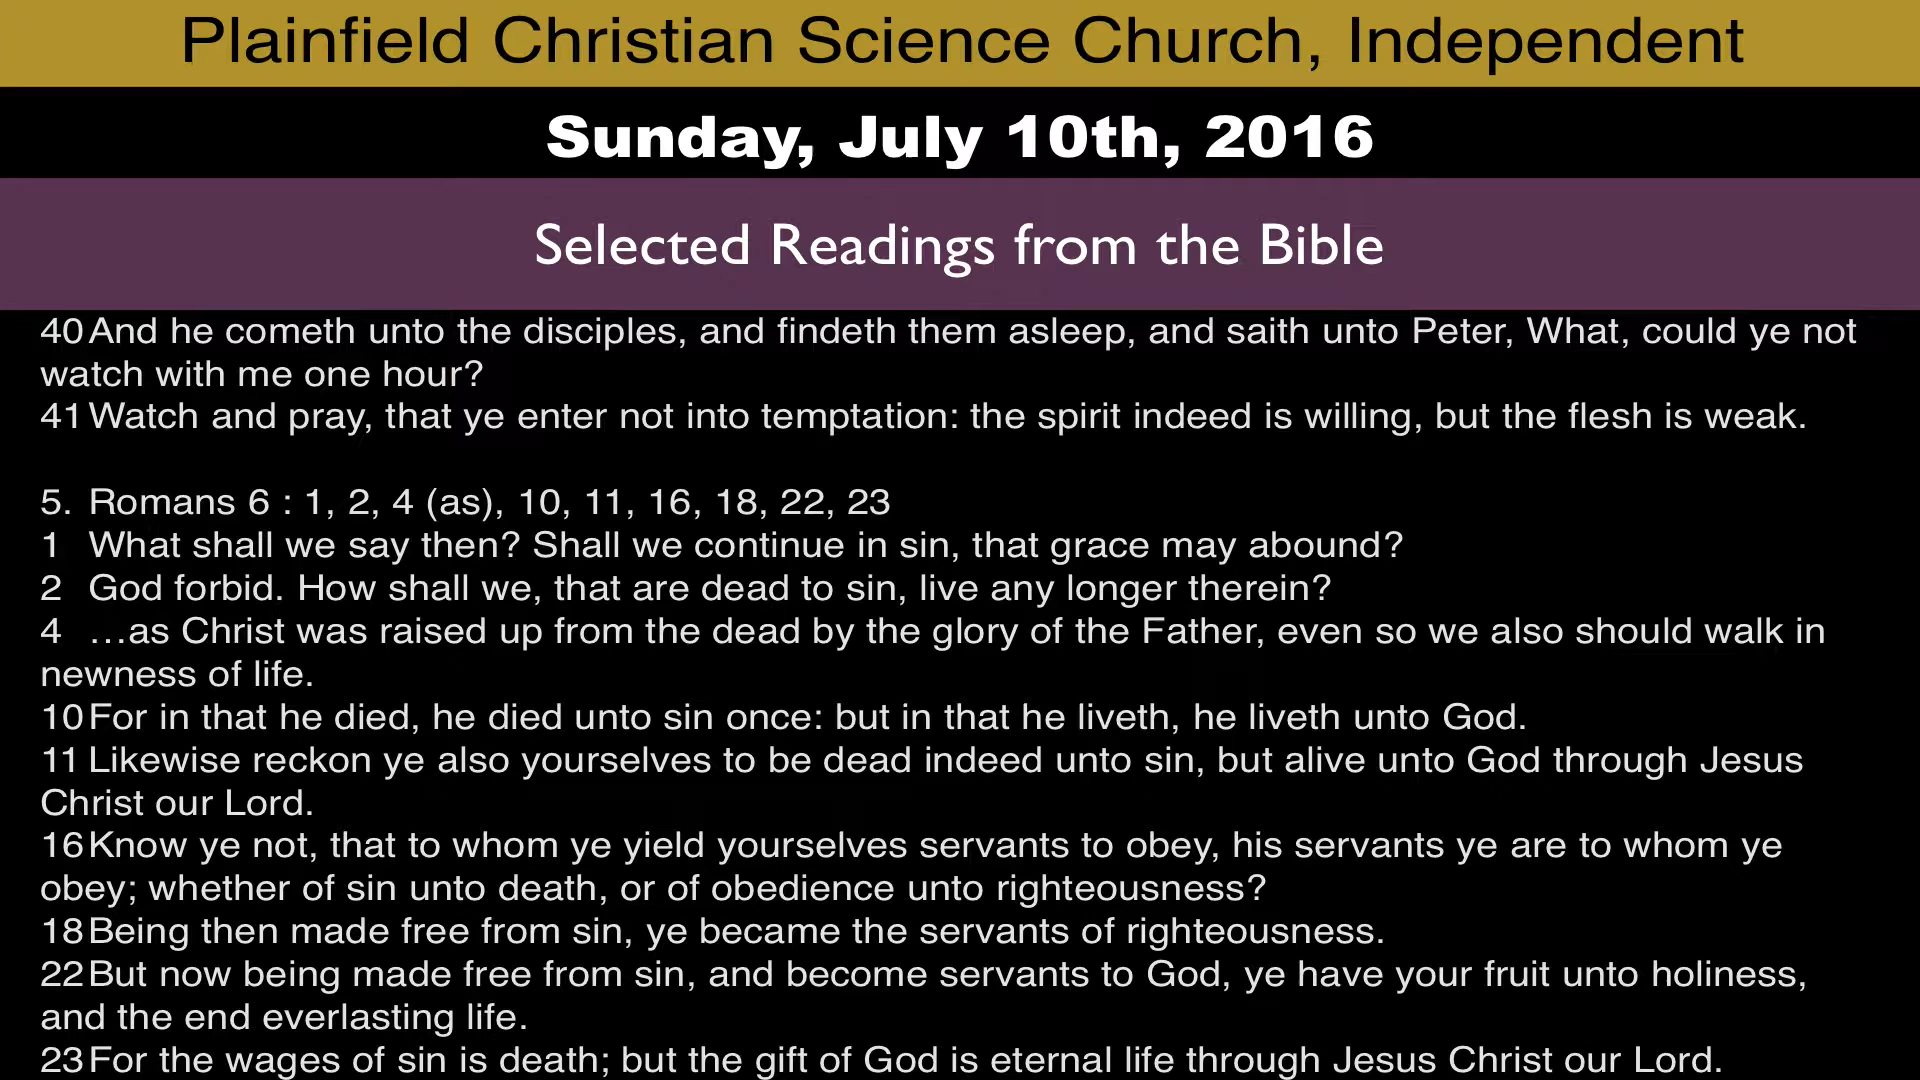 Plainfield Christian Science Church, Independent
Sunday, July 10th, 2016
Selected Readings from the Bible
40 And he cometh unto the disciples, and findeth them asleep, and saith unto Peter, What, could ye not
watch with me one hour?
41 Watch and pray, that ye enter not into temptation: the spirit indeed is willing, but the flesh is weak.
5. Romans 6 : 1, 2, 4 (as), 10, 11, 16, 18, 22, 23
1 What shall we say then? Shall we continue in sin, that grace may abound?
2 God forbid. How shall we, that are dead to sin, live any longer therein?
4 …as Christ was raised up from the dead by the glory of the Father, even so we also should walk in
newness of life.
10 For in that he died, he died unto sin once: but in that he liveth, he liveth unto God.
11 Likewise reckon ye also yourselves to be dead indeed unto sin, but alive unto God through Jesus
Christ our Lord.
16 Know ye not, that to whom ye yield yourselves servants to obey, his servants ye are to whom ye
obey; whether of sin unto death, or of obedience unto righteousness?
18 Being then made free from sin, ye became the servants of righteousness.
22 But now being made free from sin, and become servants to God, ye have your fruit unto holiness,
and the end everlasting life.
23 For the wages of sin is death; but the gift of God is eternal life through Jesus Christ our Lord.